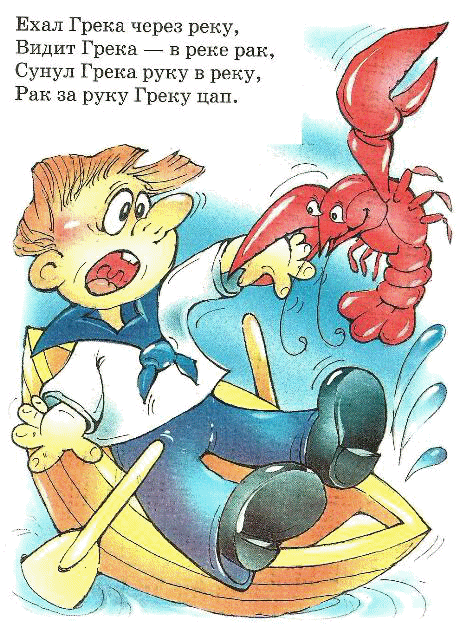 Ехал Грека через реку,
Видит Грека — в реке рак,
Сунул Грека руку в реку,
Рак за руку Греку цап.